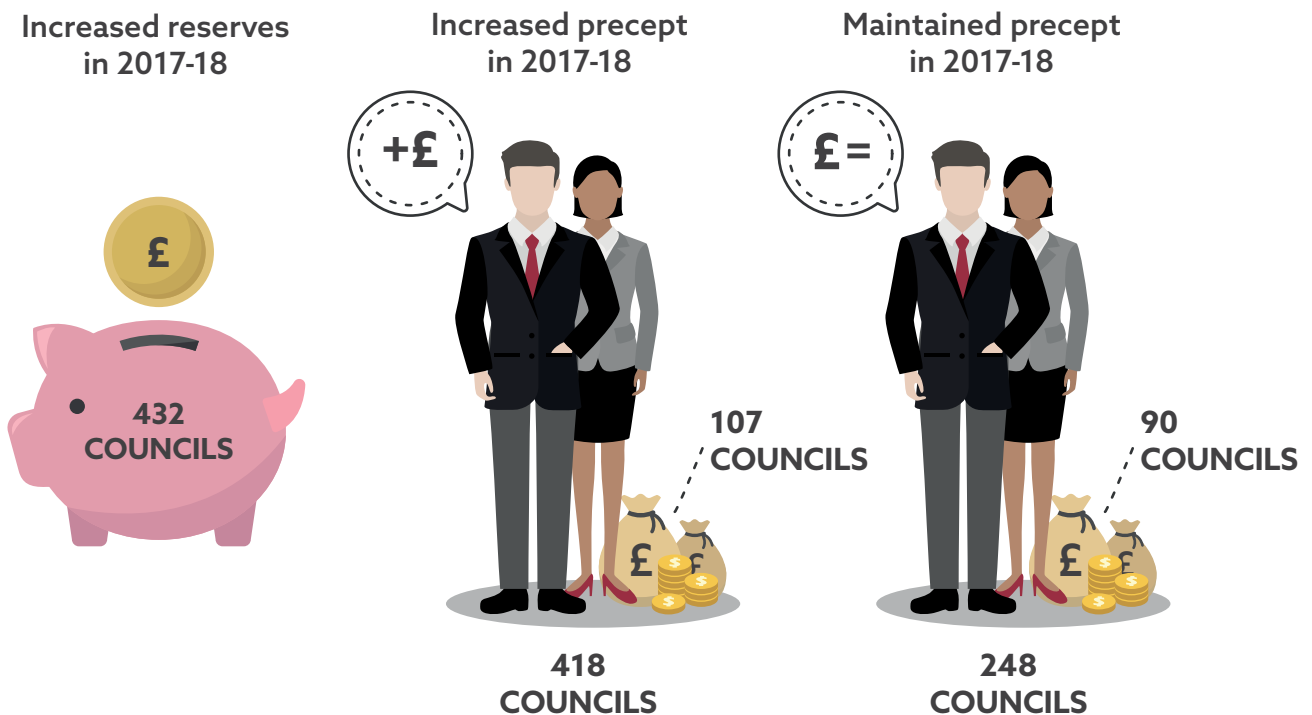 Increased reserves
in 2017-18
Increased precept
in 2017-18
Maintained precept
in 2017-18
+£
£=
£
432
COUNCILS
107
COUNCILS
90
COUNCILS
£
£
$
$
$
£
£
$
$
$
418
COUNCILS
248
COUNCILS